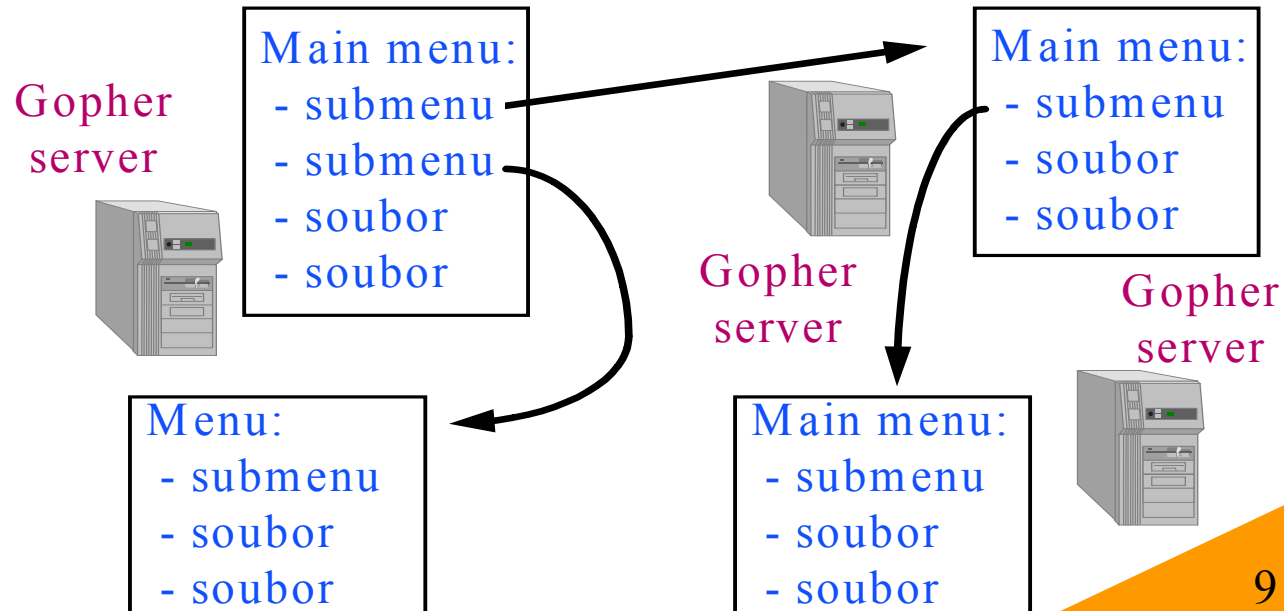 Gopher
server
Main menu:
- submenu
- submenu
- soubor
- soubor
Gopher
server
Main menu:
- submenu
- soubor
- soubor
Gopher
server
Menu:
- submenu
- soubor
- soubor
Main menu:
- submenu
- soubor
- soubor
9